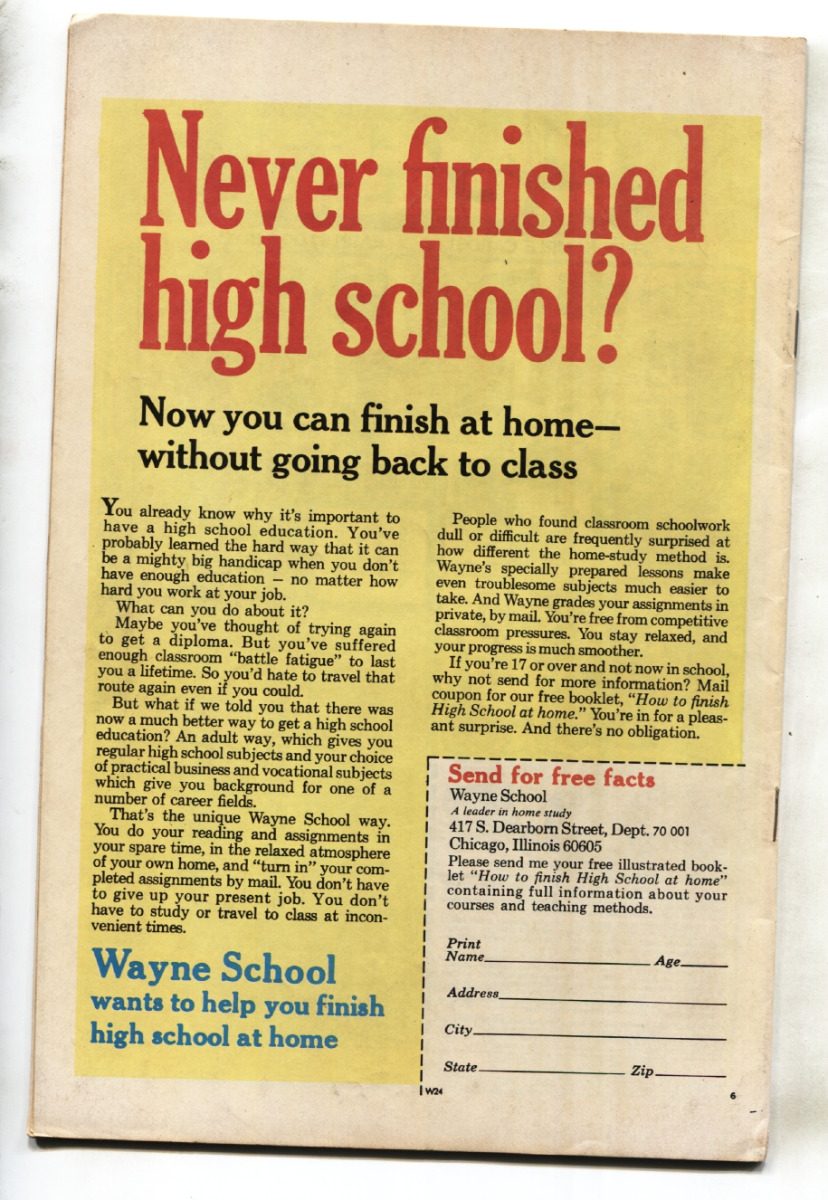 Never finished
high school?
Now you can finish at home—
without going back to class
You already know why it's important to
have a high school education. You've
probably learned the hard way that it can
be a mighty big handicap when you don't
have enough education — no matter how
hard you work at your job.
What can you do about it?
Maybe you've thought of trying again
to get a diploma. But you've suffered
enough classroom "battle fatigue" to last
you a lifetime. So you'd hate to travel that
route again even if you could.
But what if we told you that there was
now a much better way to get a high school
education? An adult way, which gives you
regular high school subjects and your choice
of practical business and vocational subjects
which give you background for one of a
number of career fields.
That's the unique Wayne School way.
You do your reading and assignments in
your spare time, in the relaxed atmosphere
of your own home, and "turn in" your com-
pleted assignments by mail. You don't have
to give up your present job. You don't
have to study or travel to class at incon-
venient times.
Wayne School
wants to help you finish
high school at home
People who found classroom schoolwork
dull or difficult are frequently surprised at
how different the home-study method is.
Wayne's specially prepared lessons make
even troublesome subjects much easier to
take. And Wayne grades your assignments in
private, by mail. You're free from competitive
classroom pressures. You stay relaxed, and
your progress is much smoother.
If you're 17 or over and not now in school,
why not send for more information? Mail
coupon for our free booklet, "How to finish
High School at home." You're in for a pleas-
ant surprise. And there's no obligation.
Send for free facts
Wayne School
A leader in home study
417 S. Dearborn Street, Dept. 70 001
Chicago, Illinois 60605
Please send me your free illustrated book-
let "How to finish High School at home"
containing full information about your
courses and teaching methods.
Print
Name Age
Address
City
State Zip
W24 6